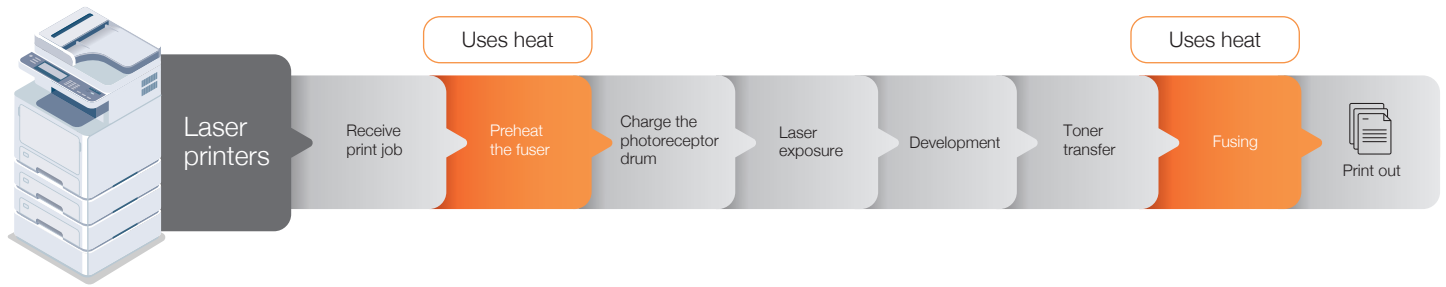 Uses heat
Uses heat
Laser
printers
Receive
print job
Preheat
the fuser
Charge the
photoreceptor
drum
Laser
exposure
Development
Toner
transfer
Fusing
Print out